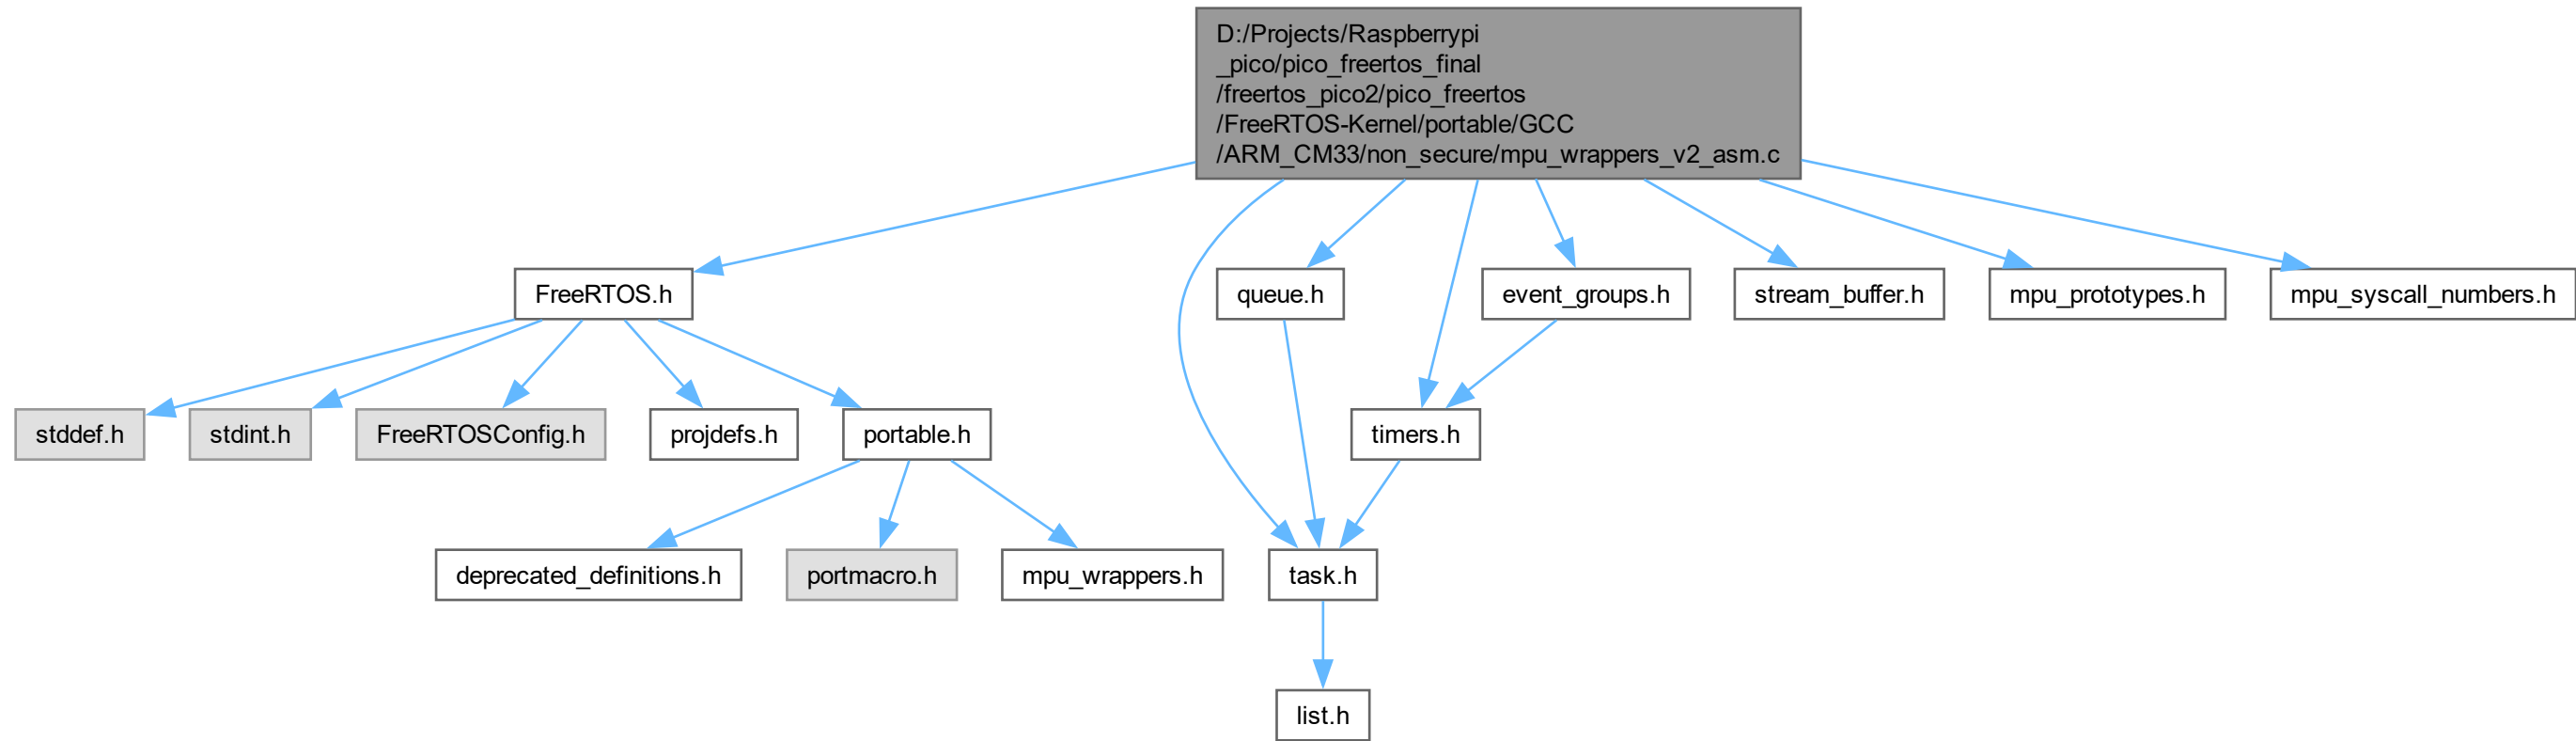 D:/Projects/Raspberrypi
_pico/pico_freertos_final
/freertos_pico2/pico_freertos
/FreeRTOS-Kernel/portable/GCC
/ARM_CM33/non_secure/mpu_wrappers_v2_asm.c
FreeRTOS.h
queue.h
event_groups.h
stream_buffer.h
mpu_prototypes.h
mpu_syscall_numbers.h
stddef.h
stdint.h
FreeRTOSConfig.h
projdefs.h
portable.h
timers.h
deprecated_definitions.h
portmacro.h
mpu_wrappers.h
task.h
list.h